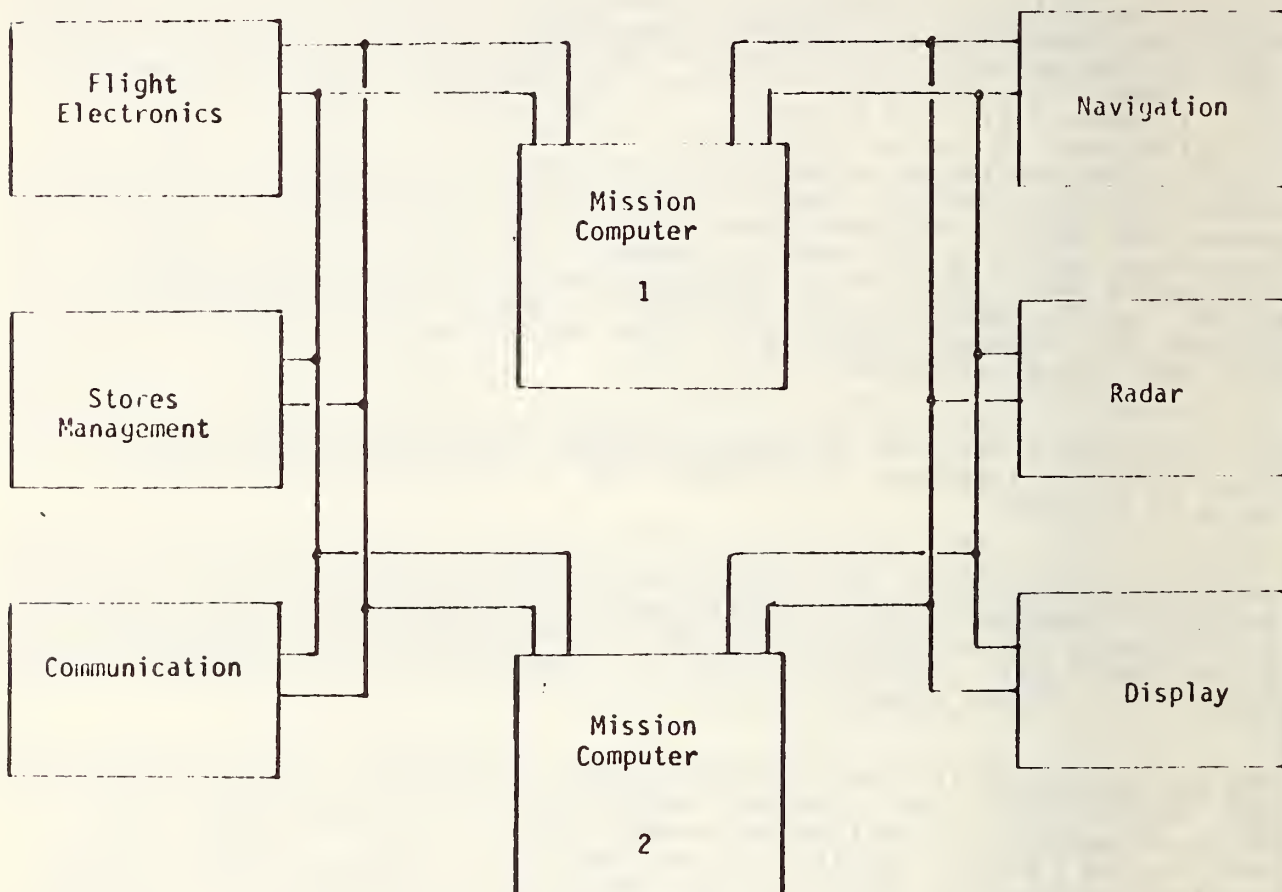 Flight
Electronics
Navigation
Mission
Computer
1
Stores
Management
Radar
Communication
Display
Mission
Computer
2